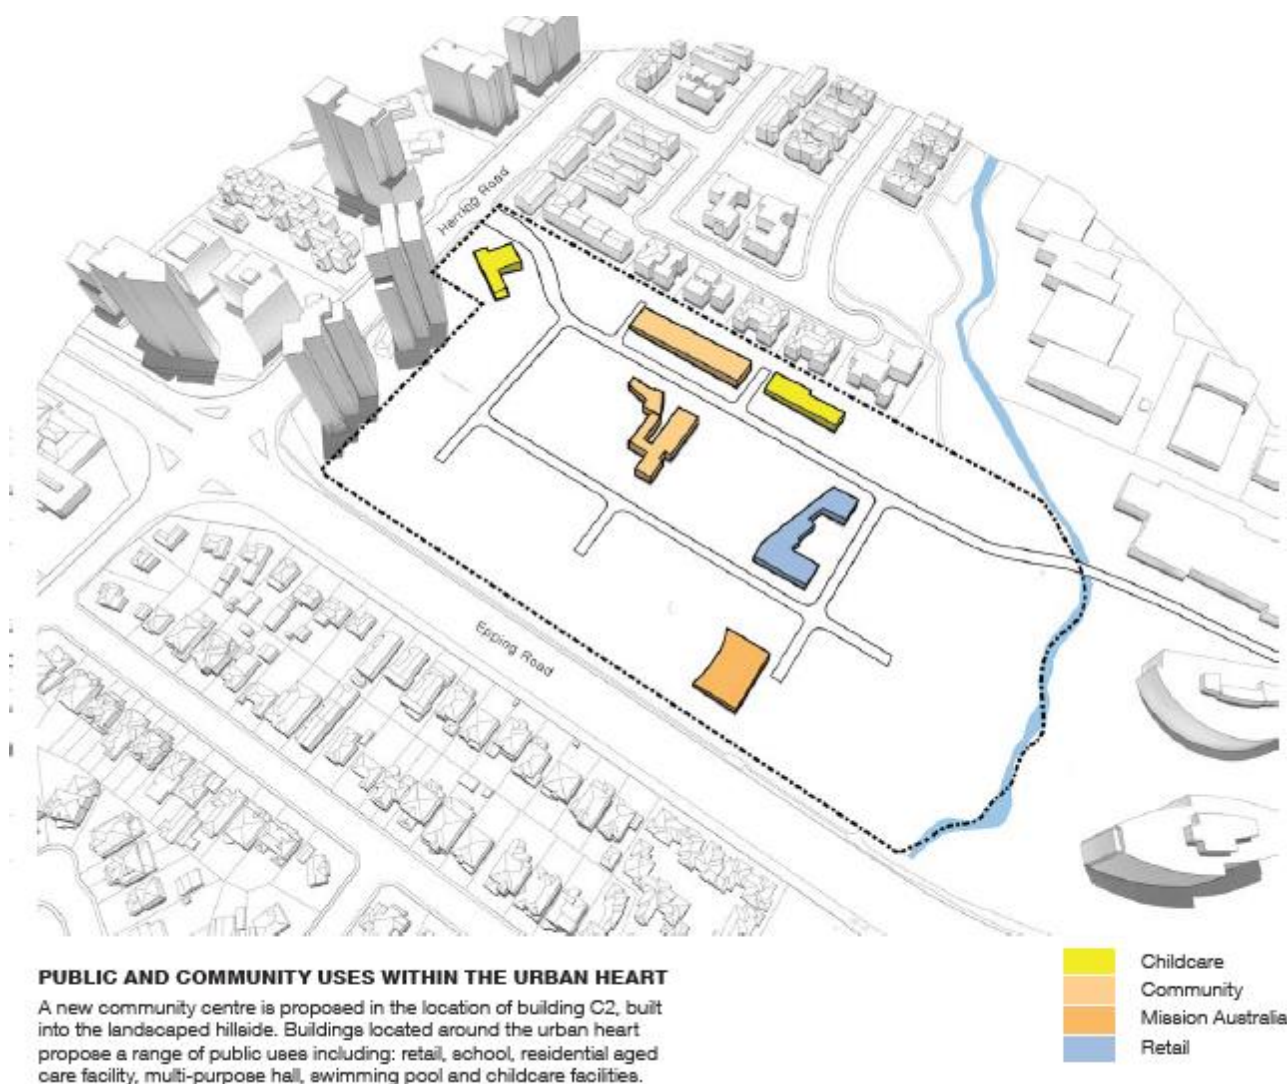 Herring Road
Epping Road
PUBLIC AND COMMUNITY USES WITHIN THE URBAN HEART
A new community centre is proposed in the location of building C2, built
into the landscaped hillside. Buildings located around the urban heart
propose a range of public uses including: retail, school, residential aged
care facility, multi-purpose hall, swimming pool and childcare facilities.
Childcare
Community
Mission Australia
Retail